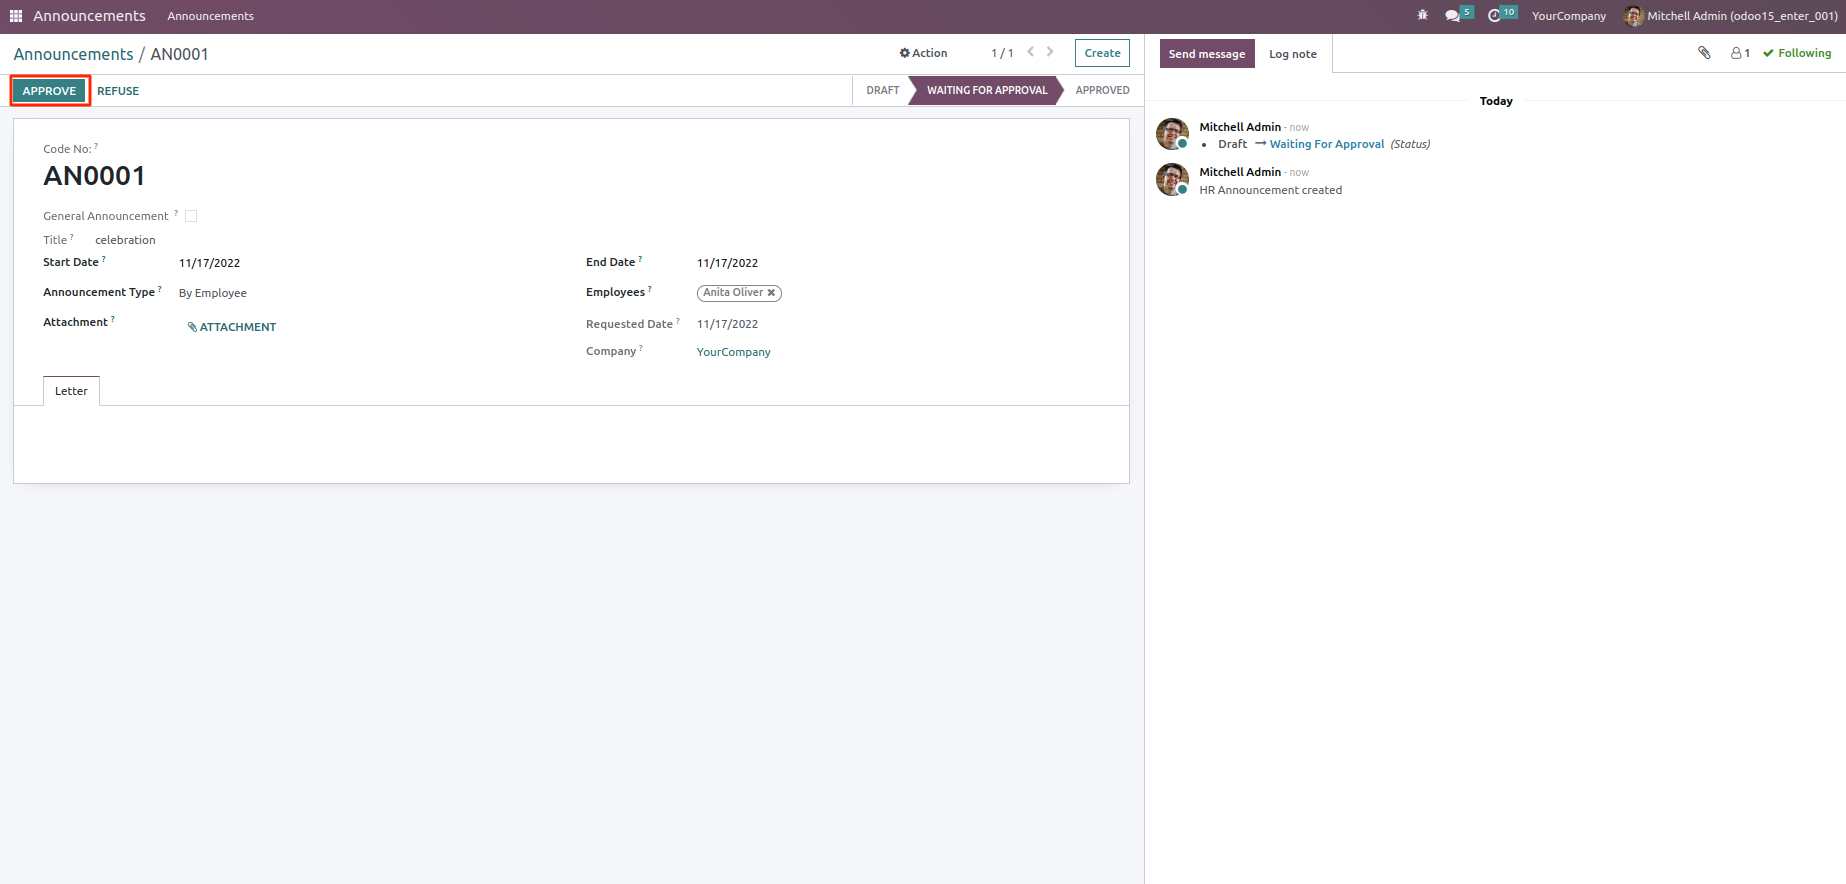 Announcements Announcements 5 10 YourCompany Mitchell Admin (odoo15_enter_001)
Announcements / AN0001 Action 1 / 1 Create
APPROVE REFUSE DRAFT WAITING FOR APPROVAL APPROVED
Code No: ?
AN0001
General Announcement ?
Title ? celebration
Start Date ? 11/17/2022 End Date ? 11/17/2022
Announcement Type ? By Employee Employees ? Anita Oliver ✖
Attachment ? ATTACHMENT Requested Date ? 11/17/2022
Company ? YourCompany
Letter
Send message Log note 1 Following
Today
Mitchell Admin - now
• Draft → Waiting For Approval (Status)
Mitchell Admin - now
HR Announcement created